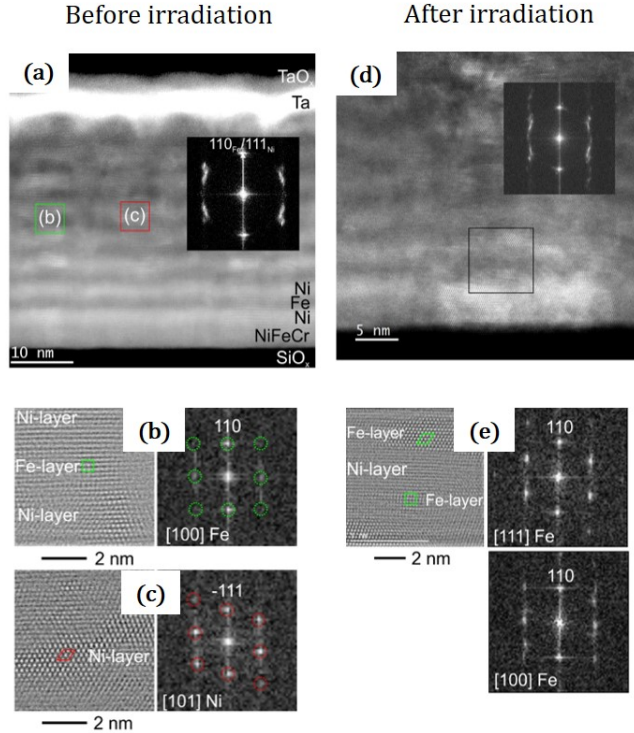 Before irradiation
After irradiation
(a)
TaOx
Ta
110Fe/111Ni
(b)
(c)
Ni
Fe
Ni
NiFeCr
SiOx
10 nm
(d)
5 nm
(b)
Ni-layer
Fe-layer
Ni-layer
2 nm
110
[100] Fe
(c)
Ni-layer
2 nm
-111
[101] Ni
(e)
Fe-layer
Ni-layer
Fe-layer
2 nm
110
[111] Fe
110
[100] Fe